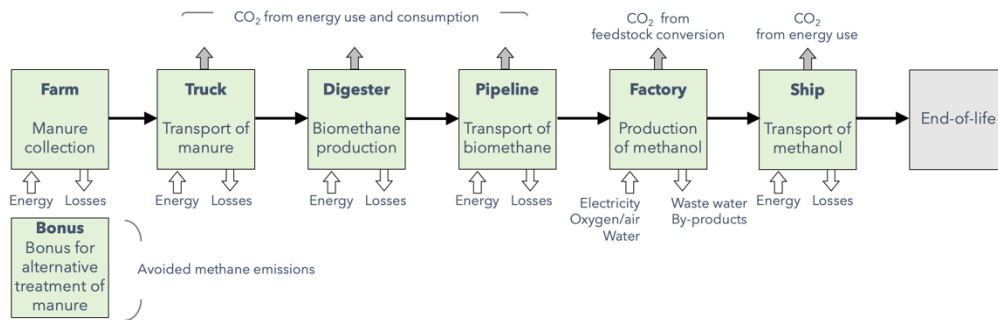 CO₂ from energy use and consumption
CO₂ from
feedstock conversion
CO₂
from energy use
Farm
Manure
collection
Truck
Transport of
manure
Digester
Biomethane
production
Pipeline
Transport of
biomethane
Factory
Production
of methanol
Ship
Transport of
methanol
End-of-life
Energy
Losses
Energy
Losses
Energy
Losses
Energy
Losses
Electricity
Oxygen/air
Water
Waste water
By-products
Energy
Losses
Bonus
Bonus for
alternative
treatment of
manure
Avoided methane emissions